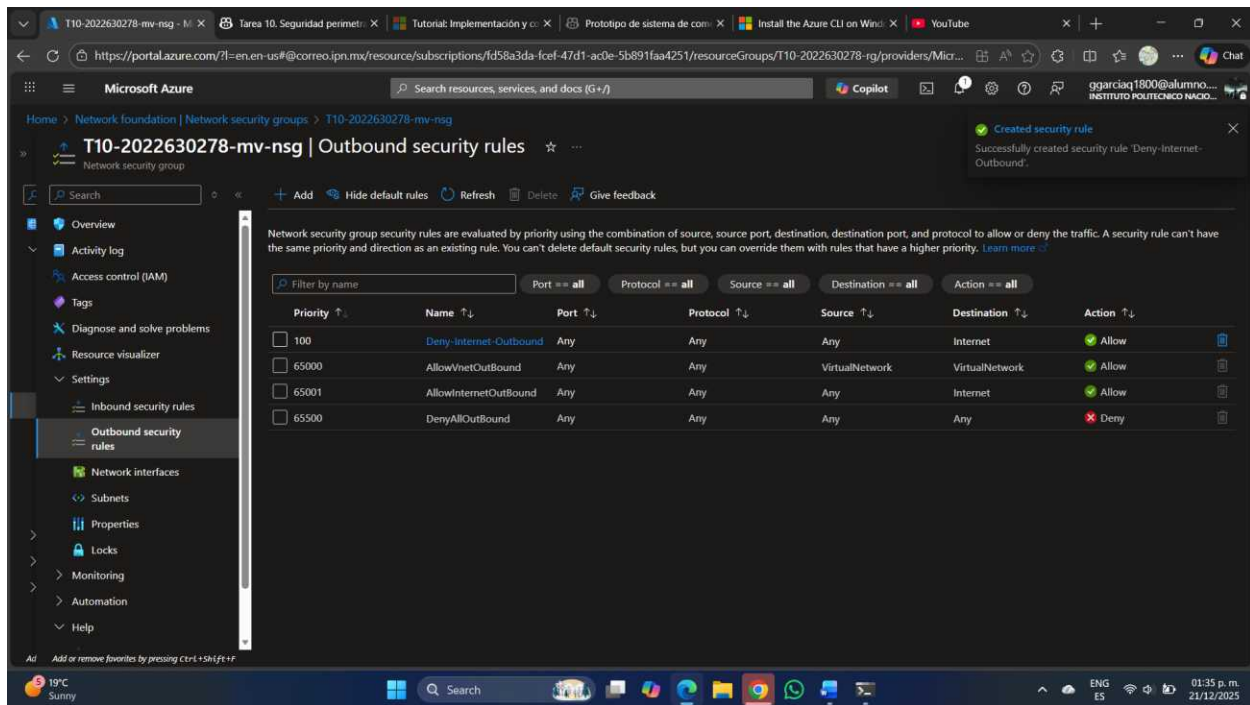 T10-2022630278-mv-nsg - M
Tarea 10. Seguridad perimetr
Tutorial: Implementación y co
Prototipo de sistema de com
Install the Azure CLI on Wind
YouTube
https://portal.azure.com/?l=en.en-us#@correo.ipn.mx/resource/subscriptions/fd58a3da-fcef-47d1-ac0e-5b891faa4251/resourceGroups/T10-2022630278-rg/providers/Micr...
Chat
Microsoft Azure
Search resources, services, and docs (G+/)
Copilot
ggarciaq1800@alumno....
INSTITUTO POLITECNICO NACIO...
Home > Network foundation | Network security groups > T10-2022630278-mv-nsg
T10-2022630278-mv-nsg | Outbound security rules
Network security group
Created security rule
Successfully created security rule 'Deny-Internet-
Outbound'.
Search
Add Hide default rules Refresh Delete Give feedback
Overview
Activity log
Access control (IAM)
Tags
Diagnose and solve problems
Resource visualizer
Settings
Inbound security rules
Outbound security
rules
Network interfaces
Subnets
Properties
Locks
Monitoring
Automation
Help
Add or remove favorites by pressing Ctrl+Shift+F
Ad
Network security group security rules are evaluated by priority using the combination of source, source port, destination, destination port, and protocol to allow or deny the traffic. A security rule can't have
the same priority and direction as an existing rule. You can't delete default security rules, but you can override them with rules that have a higher priority. Learn more
Filter by name Port == all Protocol == all Source == all Destination == all Action == all
Priority Name Port Protocol Source Destination Action
100 Deny-Internet-Outbound Any Any Any Internet Allow
65000 AllowVnetOutBound Any Any VirtualNetwork VirtualNetwork Allow
65001 AllowInternetOutBound Any Any Any Internet Allow
65500 DenyAllOutBound Any Any Any Any Deny
5
19°C
Sunny
Search
ENG
ES
01:35 p. m.
21/12/2025